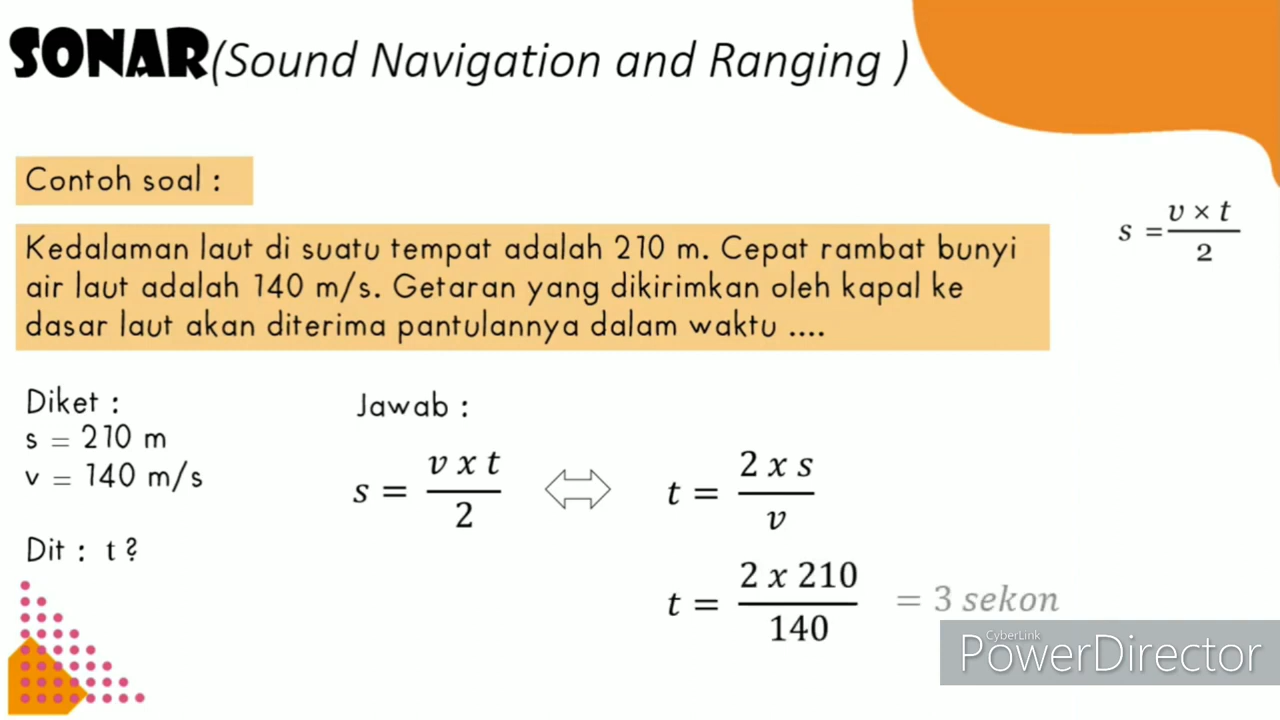 SONAR(Sound Navigation and Ranging )
Contoh soal :
s = v × t / 2
Kedalaman laut di suatu tempat adalah 210 m. Cepat rambat bunyi
air laut adalah 140 m/s. Getaran yang dikirimkan oleh kapal ke
dasar laut akan diterima pantulannya dalam waktu ....
Diket :
s = 210 m
v = 140 m/s
Dit : t ?
Jawab :
s = v x t / 2 ⇔ t = 2 x s / v
t = 2 x 210 / 140 = 3 sekon
CyberLink
PowerDirector